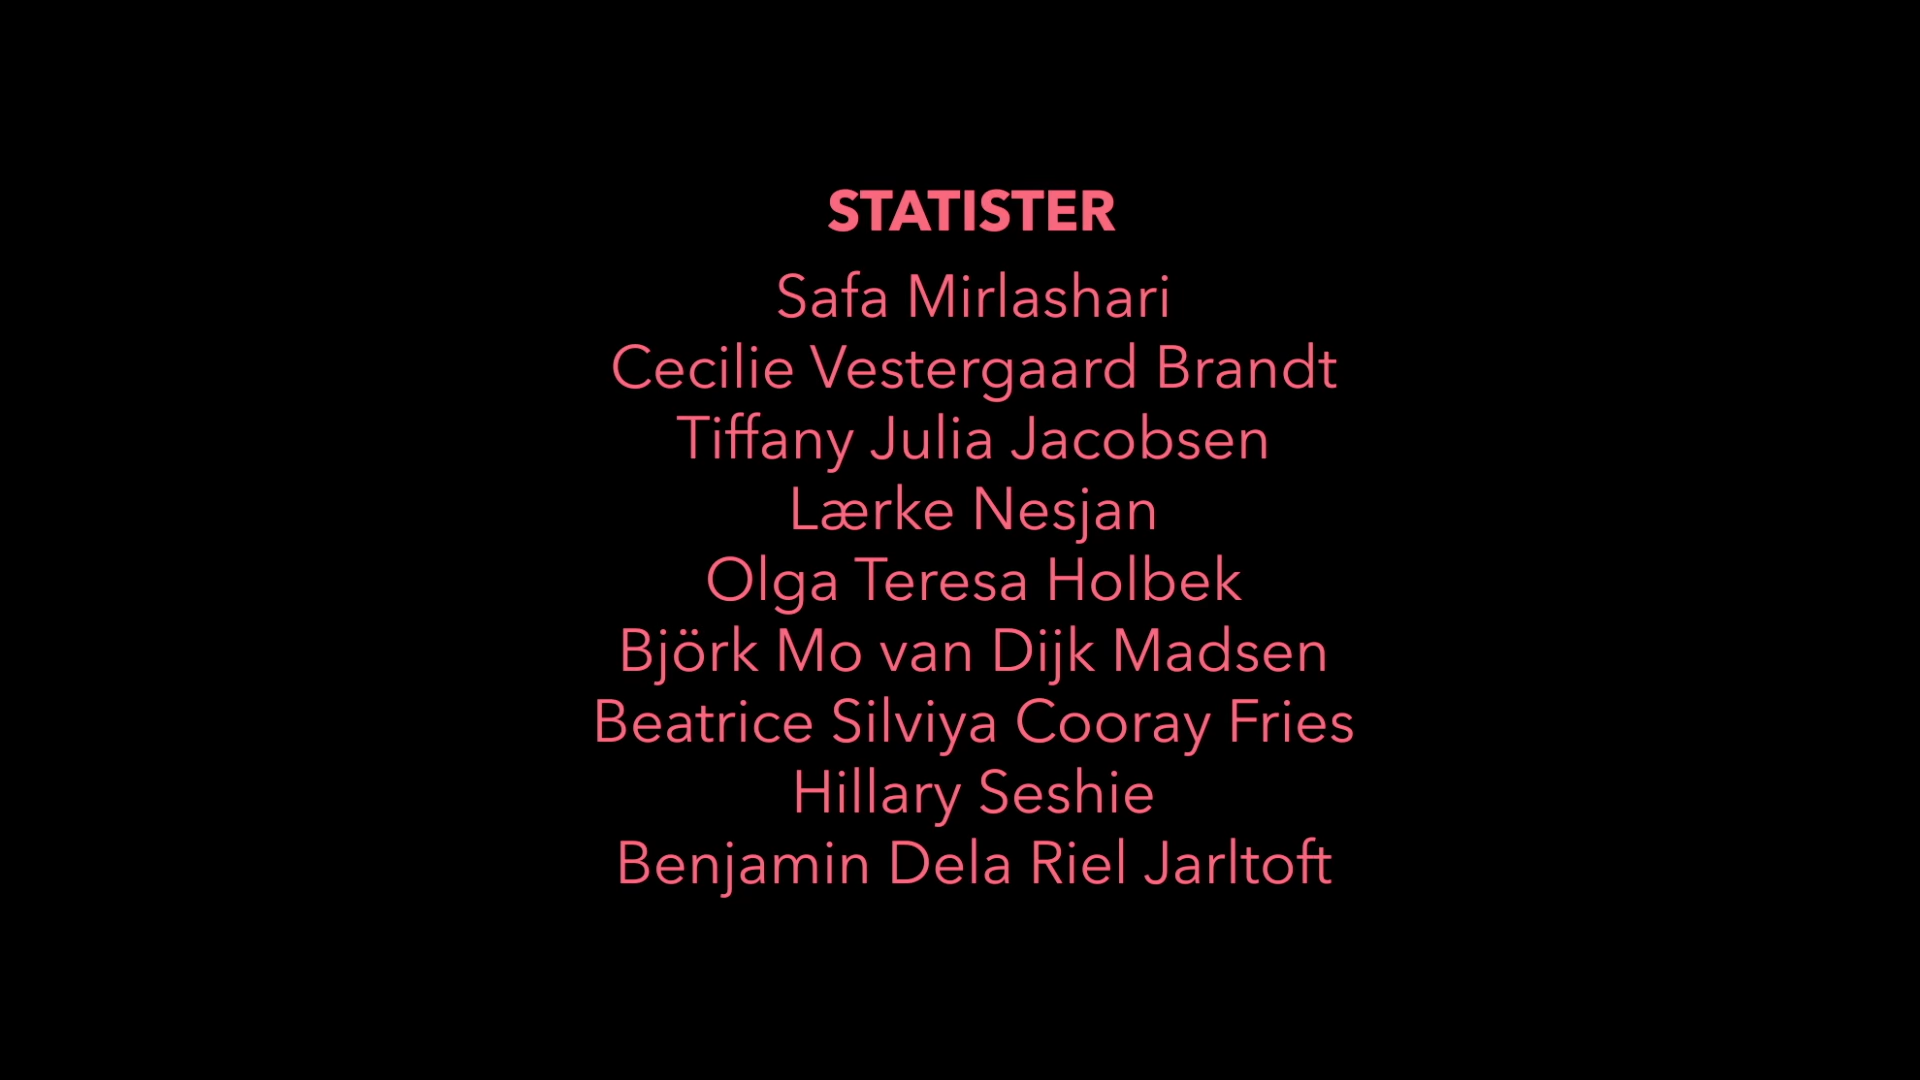 STATISTER
Safa Mirlashari
Cecilie Vestergaard Brandt
Tiffany Julia Jacobsen
Lærke Nesjan
Olga Teresa Holbek
Björk Mo van Dijk Madsen
Beatrice Silviya Cooray Fries
Hillary Seshie
Benjamin Dela Riel Jarltoft